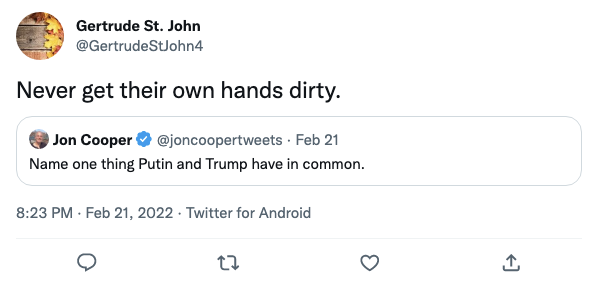 Gertrude St. John
@GertrudeStJohn4
Never get their own hands dirty.
Jon Cooper @joncoopertweets · Feb 21
Name one thing Putin and Trump have in common.
8:23 PM · Feb 21, 2022 · Twitter for Android